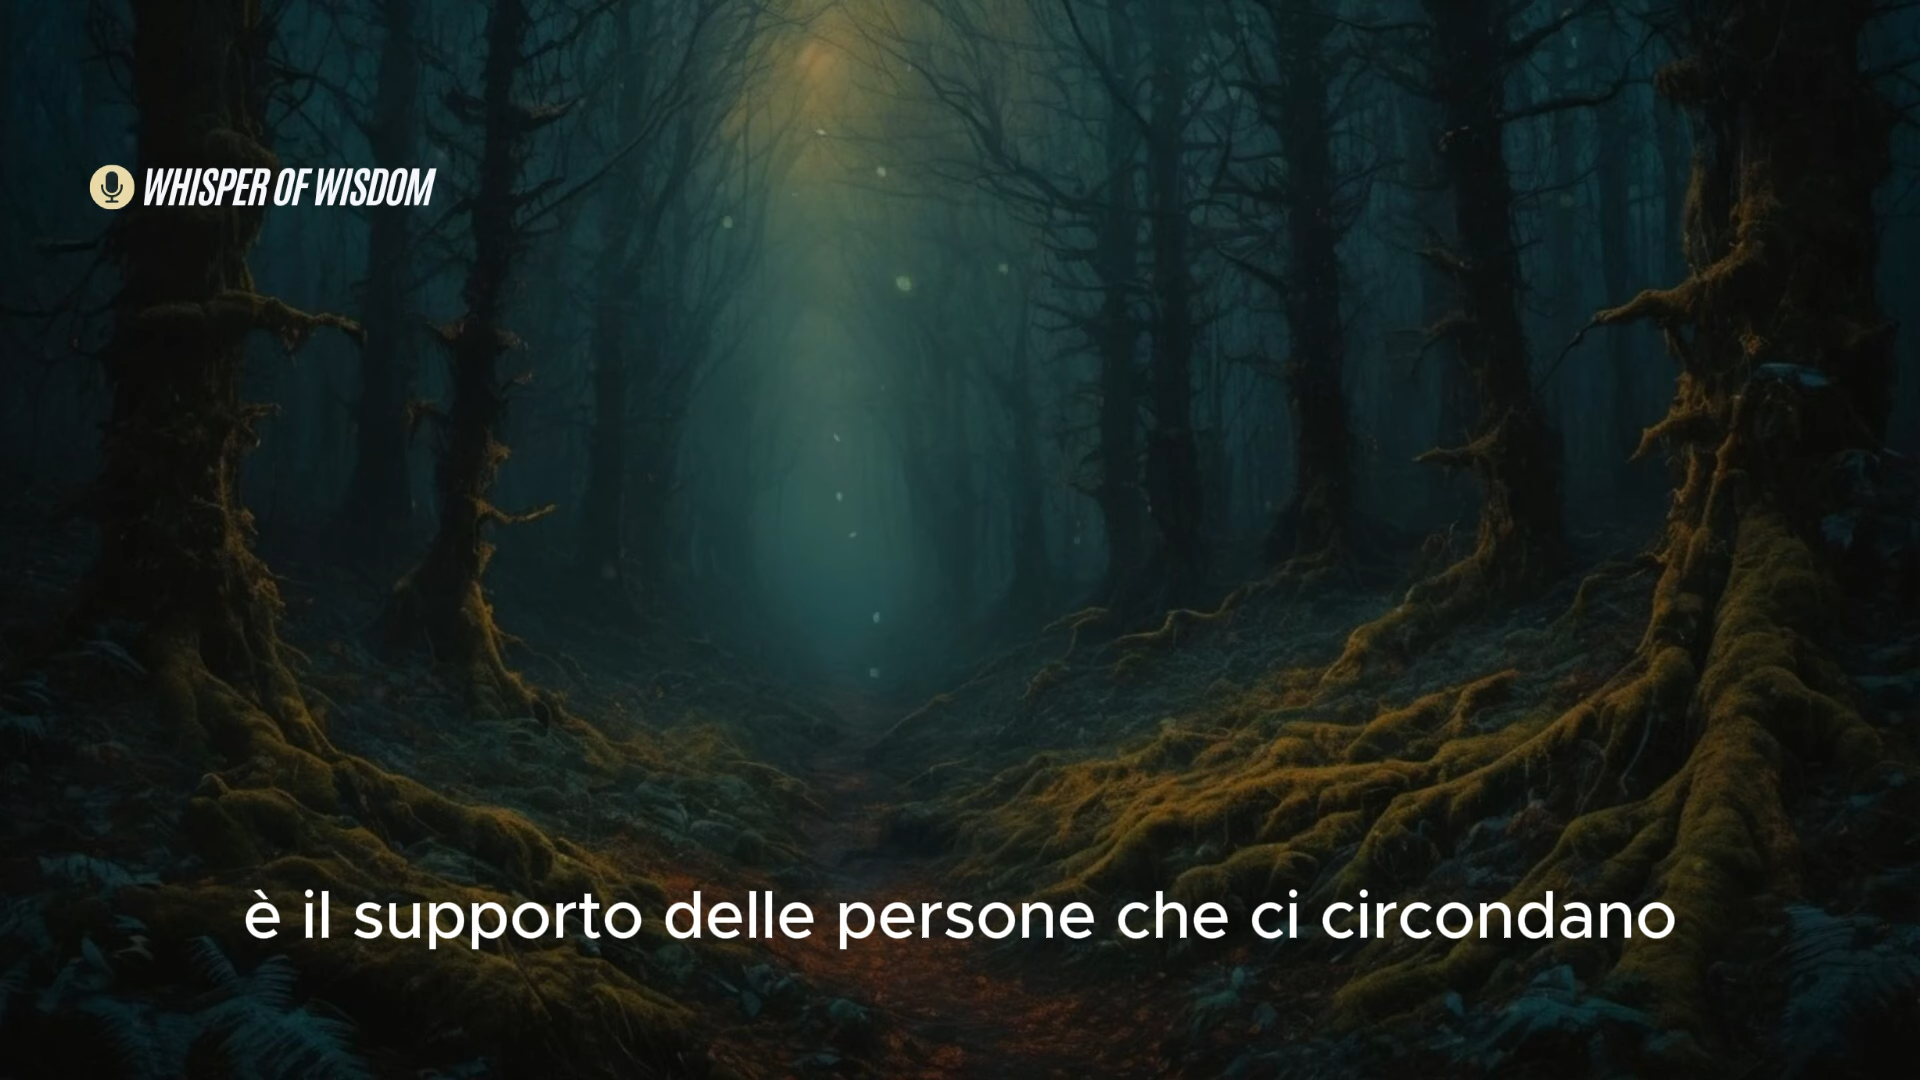 WHISPER OF WISDOM
è il supporto delle persone che ci circondano